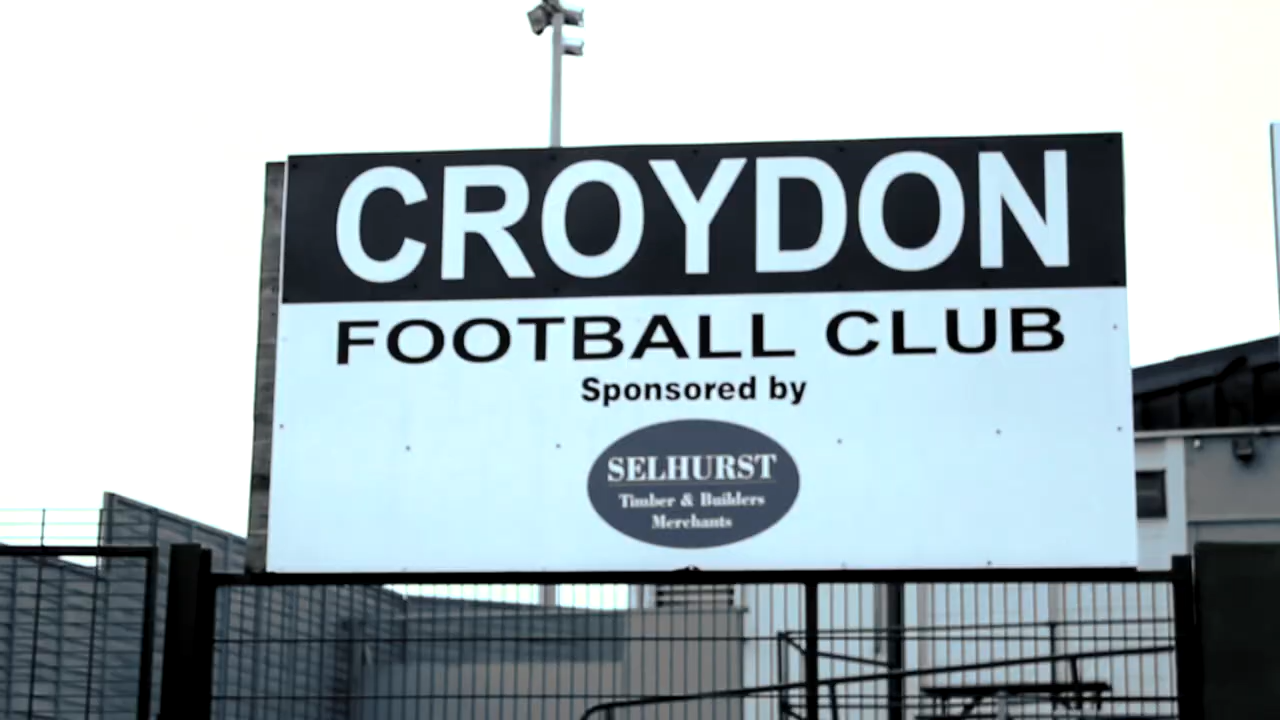 CROYDON
FOOTBALL CLUB
Sponsored by
SELHURST
Timber & Builders
Merchants